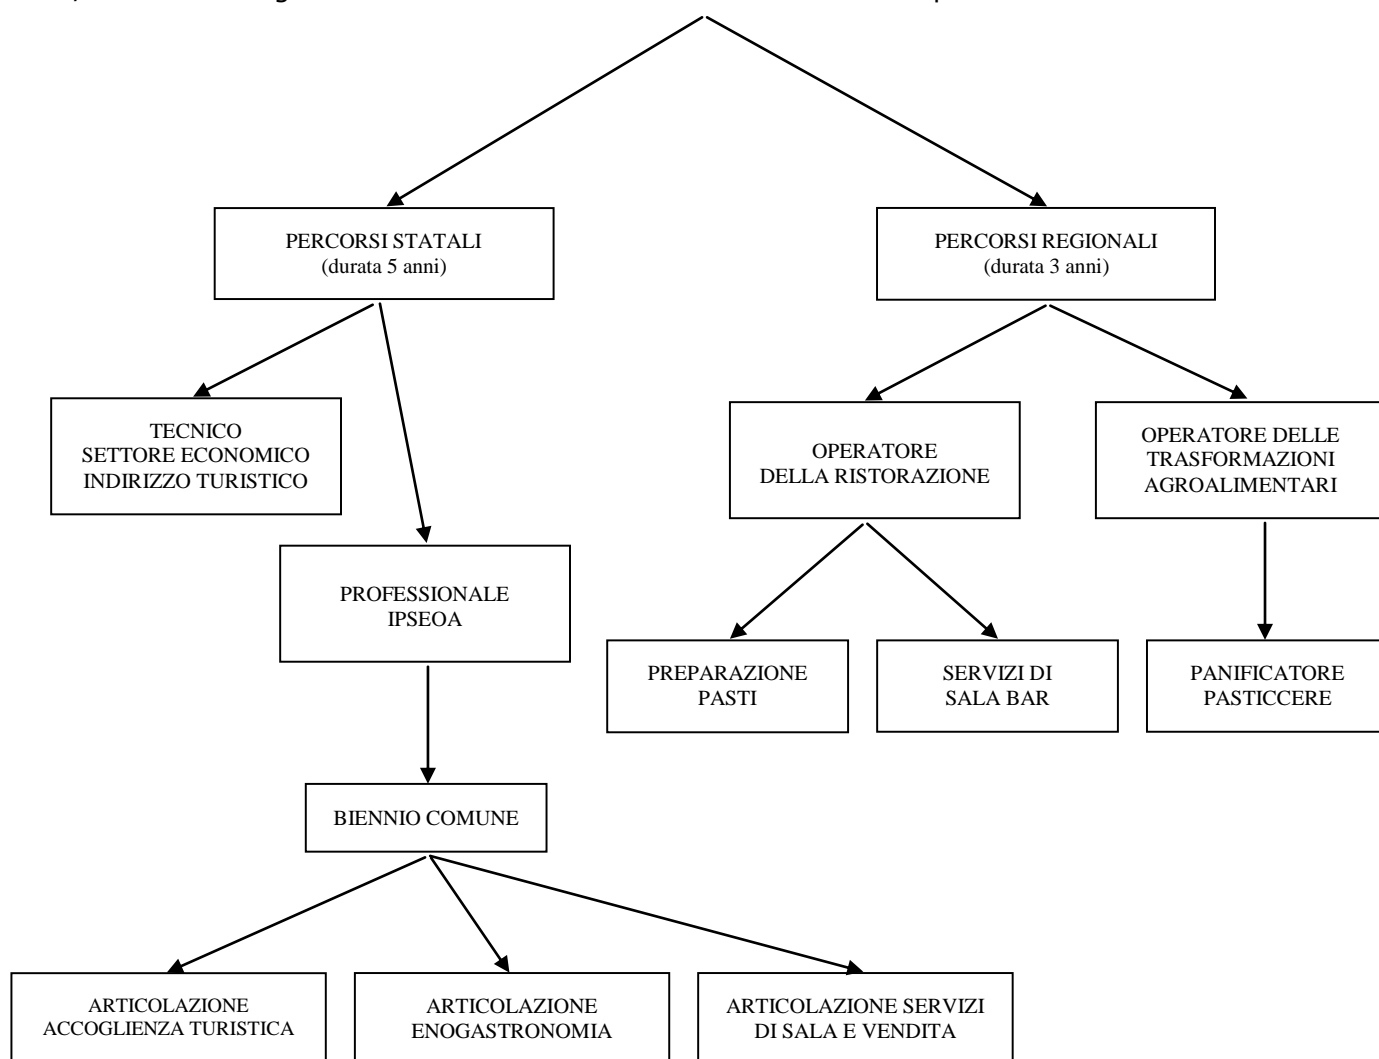 PERCORSI STATALI
(durata 5 anni)
PERCORSI REGIONALI
(durata 3 anni)
TECNICO
SETTORE ECONOMICO
INDIRIZZO TURISTICO
OPERATORE
DELLA RISTORAZIONE
OPERATORE DELLE
TRASFORMAZIONI
AGROALIMENTARI
PROFESSIONALE
IPSEOA
PREPARAZIONE
PASTI
SERVIZI DI
SALA BAR
PANIFICATORE
PASTICCERE
BIENNIO COMUNE
ARTICOLAZIONE
ACCOGLIENZA TURISTICA
ARTICOLAZIONE
ENOGASTRONOMIA
ARTICOLAZIONE SERVIZI
DI SALA E VENDITA